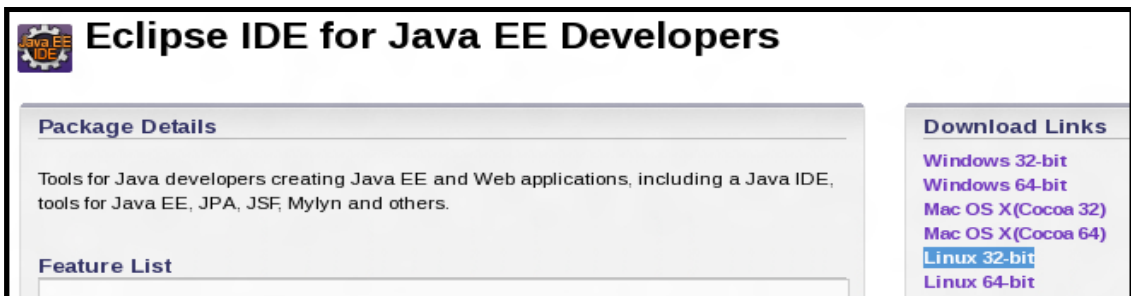 Java EE
IDE
Eclipse IDE for Java EE Developers
Package Details
Tools for Java developers creating Java EE and Web applications, including a Java IDE,
tools for Java EE, JPA, JSF, Mylyn and others.
Feature List
Download Links
Windows 32-bit
Windows 64-bit
Mac OS X(Cocoa 32)
Mac OS X(Cocoa 64)
Linux 32-bit
Linux 64-bit